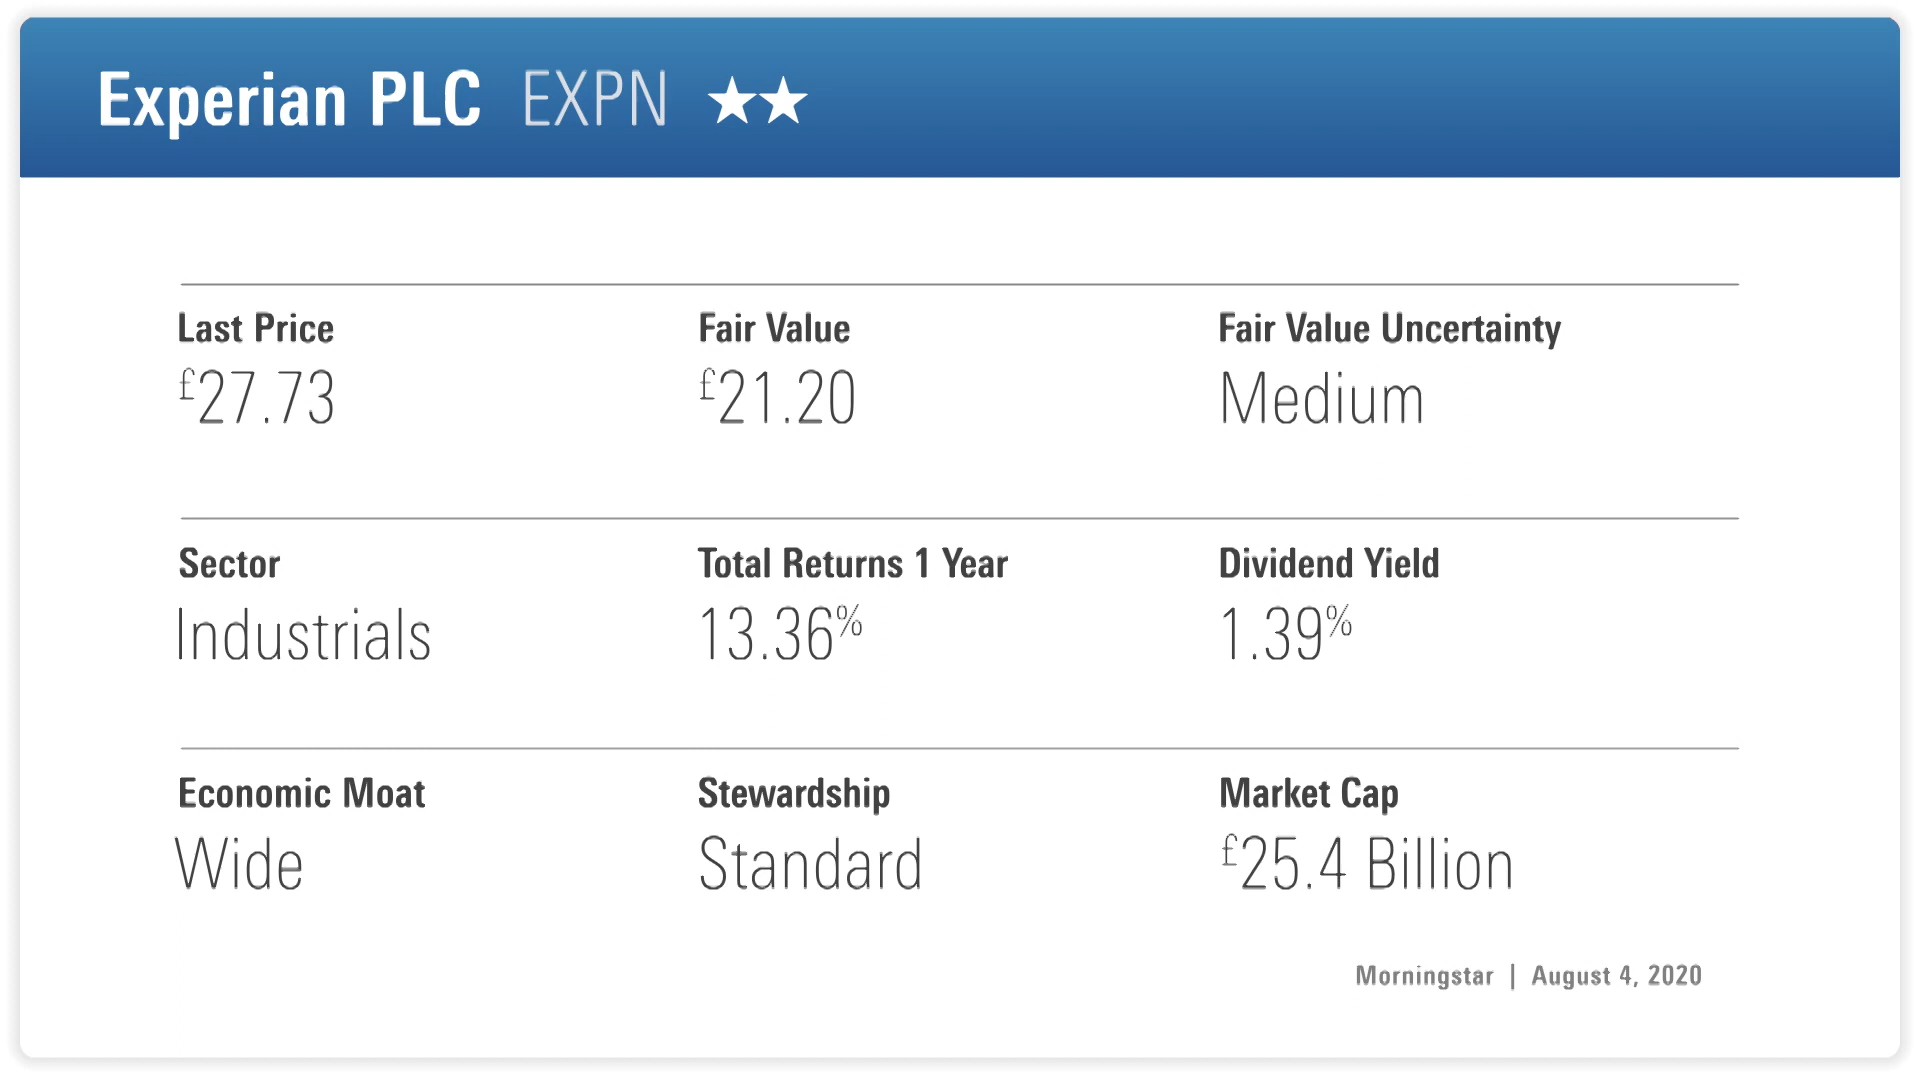 Experian PLC EXPN ★★
Last Price Fair Value Fair Value Uncertainty
£27.73 £21.20 Medium
Sector Total Returns 1 Year Dividend Yield
Industrials 13.36% 1.39%
Economic Moat Stewardship Market Cap
Wide Standard £25.4 Billion
Morningstar | August 4, 2020